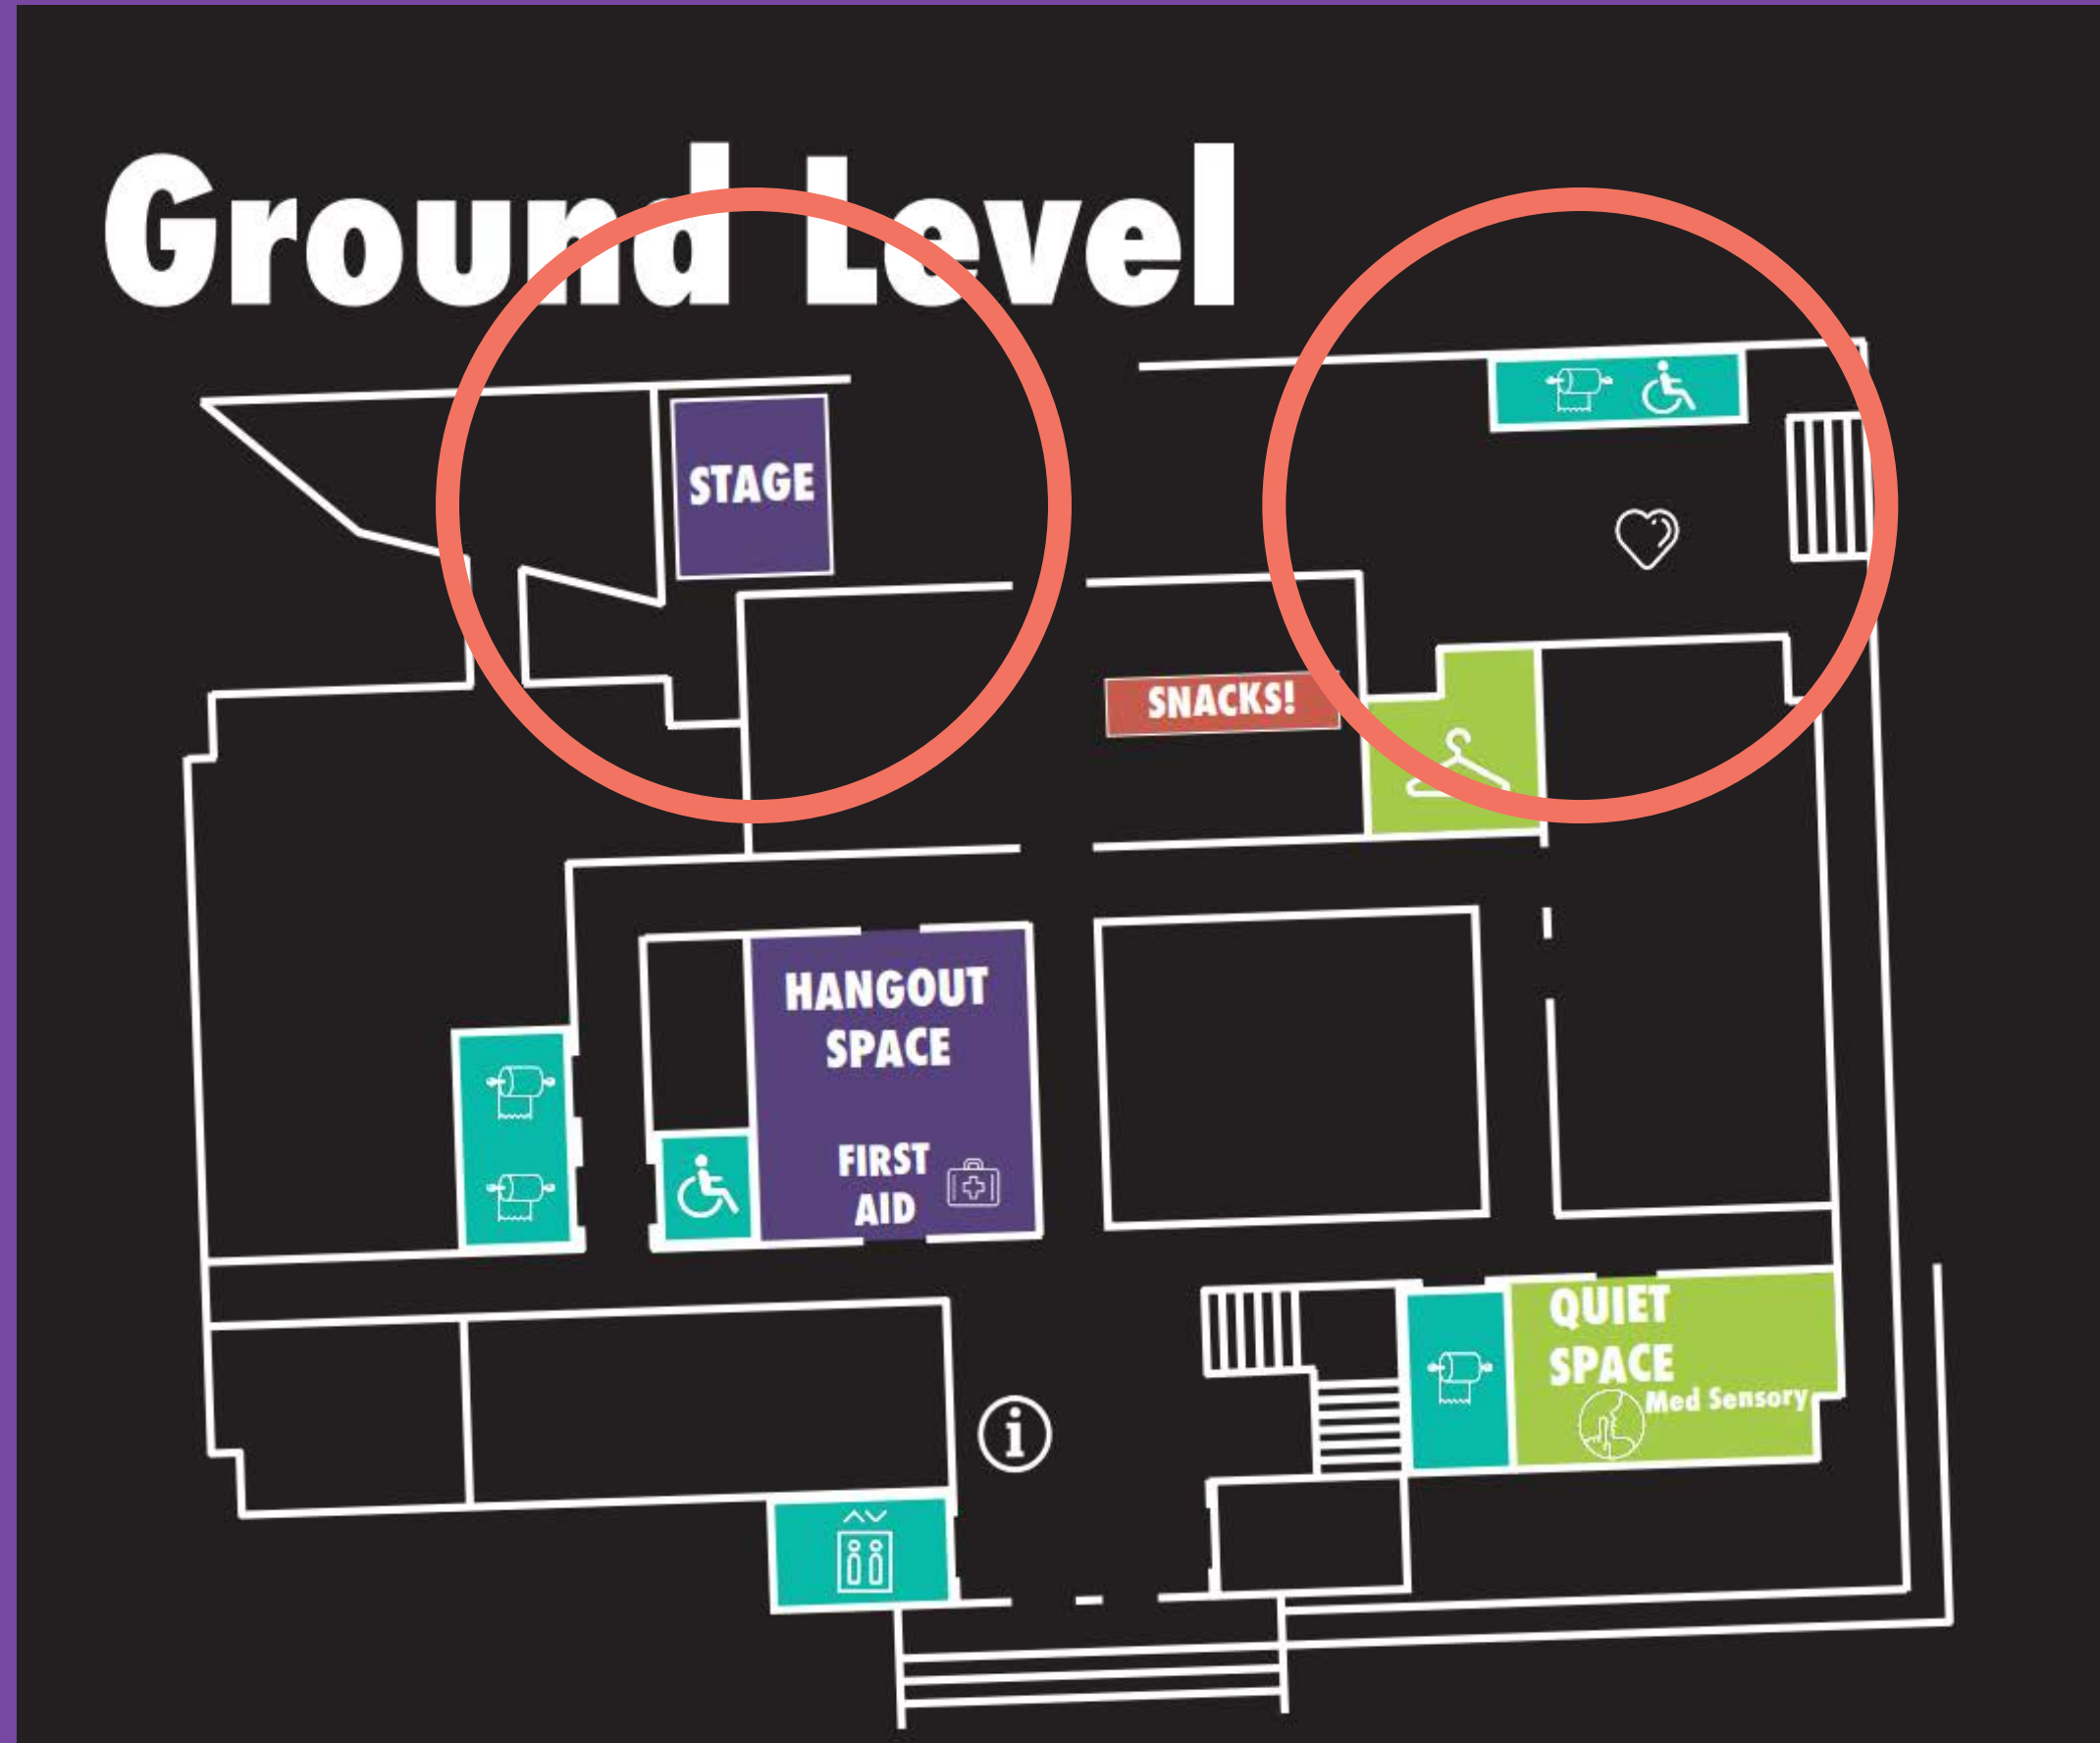 Ground Level
STAGE
SNACKS!
HANGOUT
SPACE
FIRST
AID
QUIET
SPACE
Med Sensory